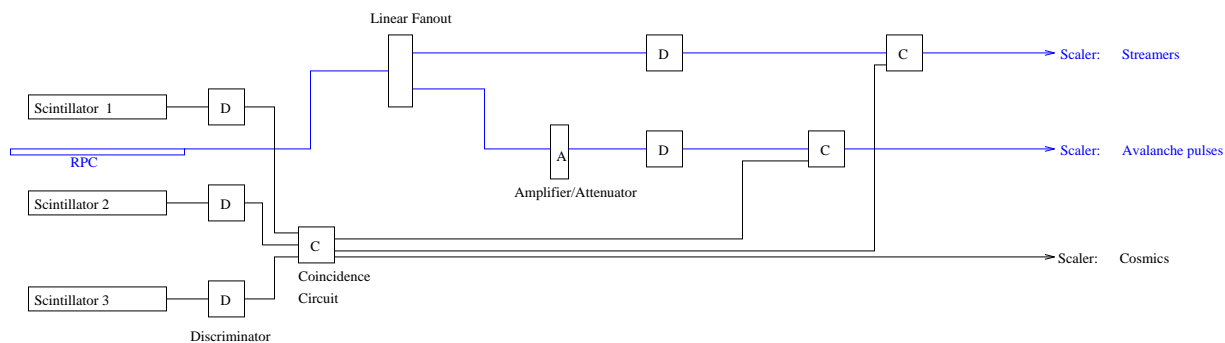 Linear Fanout
D
C
Scaler: Streamers
Scintillator 1
D
RPC
A
D
C
Scaler: Avalanche pulses
Amplifier/Attenuator
Scintillator 2
D
C
Scaler: Cosmics
Coincidence
Circuit
Scintillator 3
D
Discriminator